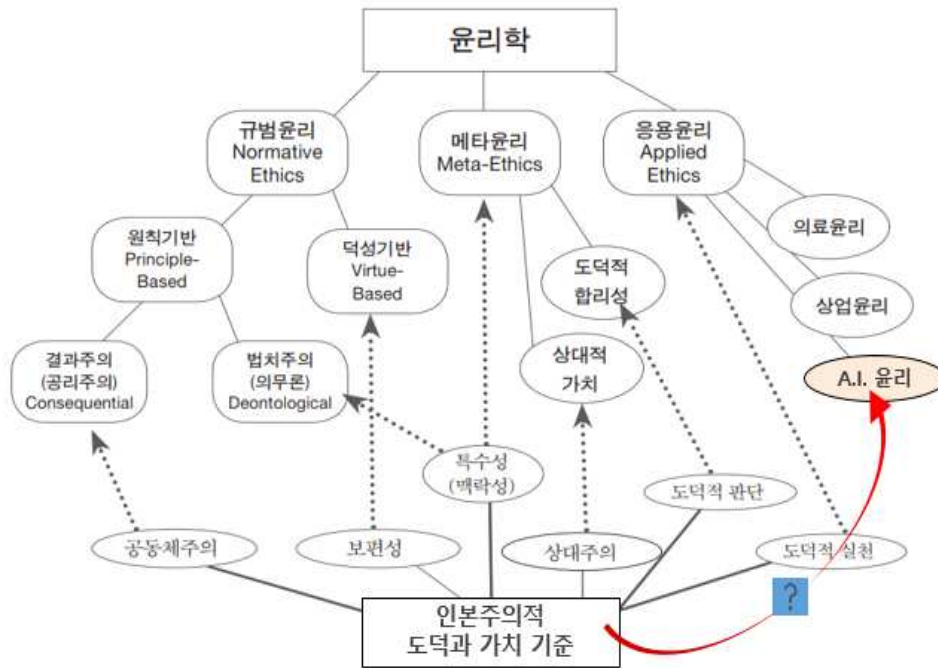 윤리학
규범윤리
Normative
Ethics
메타윤리
Meta-Ethics
응용윤리
Applied
Ethics
원칙기반
Principle-
Based
덕성기반
Virtue-
Based
도덕적
합리성
의료윤리
상업윤리
결과주의
(공리주의)
Consequential
법치주의
(의무론)
Deontological
상대적
가치
A.I. 윤리
특수성
(맥락성)
도덕적 판단
공동체주의
보편성
상대주의
도덕적 실천
?
인본주의적
도덕과 가치 기준